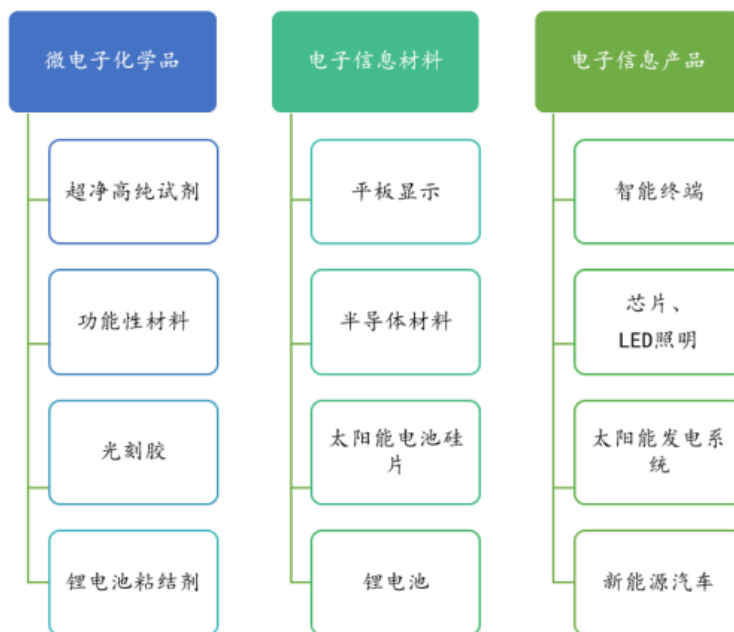 微电子化学品
超净高纯试剂
功能性材料
光刻胶
锂电池粘结剂
电子信息材料
平板显示
半导体材料
太阳能电池硅
片
锂电池
电子信息产品
智能终端
芯片、
LED照明
太阳能发电系
统
新能源汽车